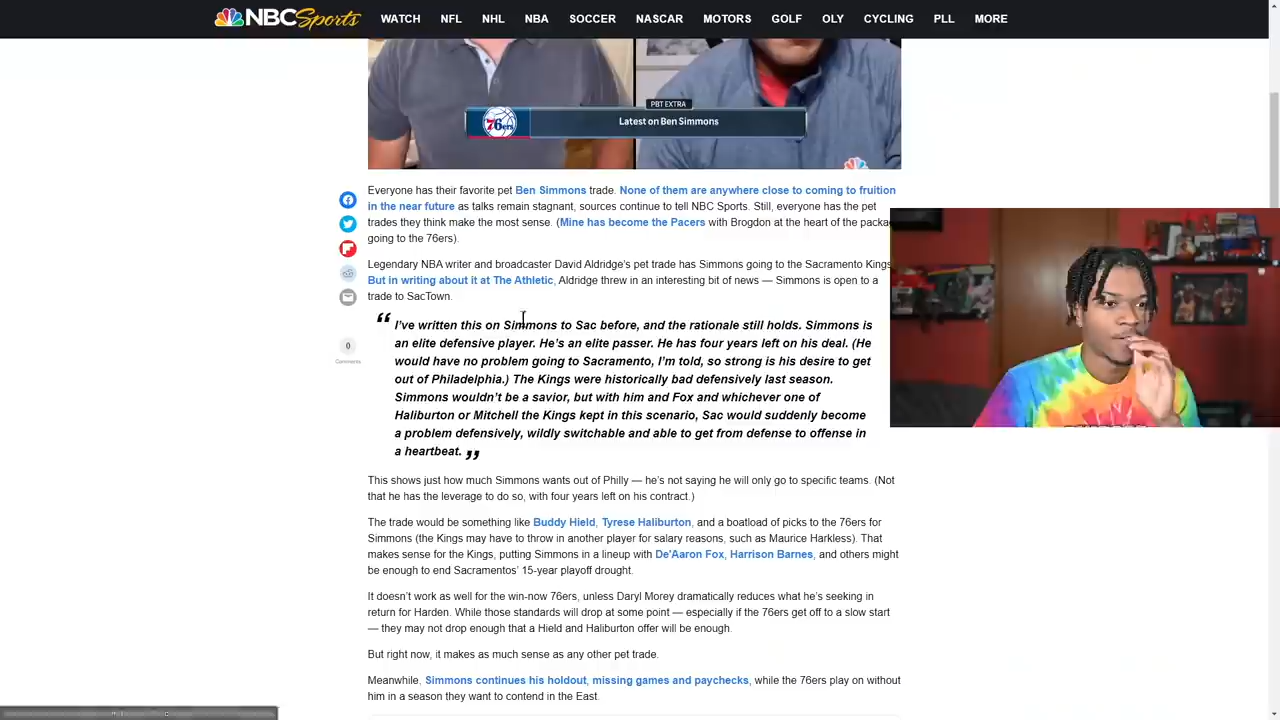 NBC Sports WATCH NFL NHL NBA SOCCER NASCAR MOTORS GOLF OLY CYCLING PLL MORE
PBT EXTRA
76ers Latest on Ben Simmons
Everyone has their favorite pet Ben Simmons trade. None of them are anywhere close to coming to fruition
in the near future as talks remain stagnant, sources continue to tell NBC Sports. Still, everyone has the pet
trades they think make the most sense. (Mine has become the Pacers with Brogdon at the heart of the packag
going to the 76ers).
Legendary NBA writer and broadcaster David Aldridge's pet trade has Simmons going to the Sacramento Kings
But in writing about it at The Athletic, Aldridge threw in an interesting bit of news — Simmons is open to a
trade to SacTown.
“ I've written this on Simmons to Sac before, and the rationale still holds. Simmons is
an elite defensive player. He's an elite passer. He has four years left on his deal. (He
0
would have no problem going to Sacramento, I'm told, so strong is his desire to get
Comments
out of Philadelphia.) The Kings were historically bad defensively last season.
Simmons wouldn't be a savior, but with him and Fox and whichever one of
Haliburton or Mitchell the Kings kept in this scenario, Sac would suddenly become
a problem defensively, wildly switchable and able to get from defense to offense in
a heartbeat. ”
This shows just how much Simmons wants out of Philly — he's not saying he will only go to specific teams. (Not
that he has the leverage to do so, with four years left on his contract.)
The trade would be something like Buddy Hield, Tyrese Haliburton, and a boatload of picks to the 76ers for
Simmons (the Kings may have to throw in another player for salary reasons, such as Maurice Harkless). That
makes sense for the Kings, putting Simmons in a lineup with De'Aaron Fox, Harrison Barnes, and others might
be enough to end Sacramentos' 15-year playoff drought.
It doesn't work as well for the win-now 76ers, unless Daryl Morey dramatically reduces what he's seeking in
return for Harden. While those standards will drop at some point — especially if the 76ers get off to a slow start
— they may not drop enough that a Hield and Haliburton offer will be enough.
But right now, it makes as much sense as any other pet trade.
Meanwhile, Simmons continues his holdout, missing games and paychecks, while the 76ers play on without
him in a season they want to contend in the East.